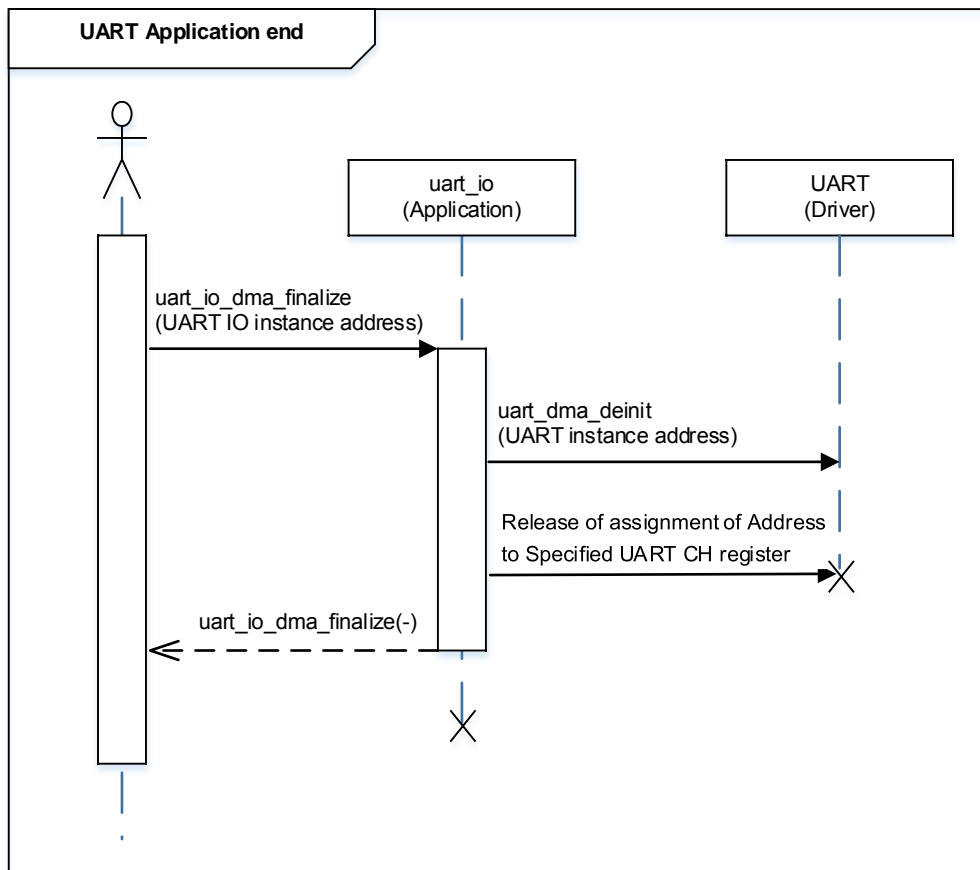 UART Application end
uart_io
(Application)
UART
(Driver)
uart_io_dma_finalize
(UART IO instance address)
uart_dma_deinit
(UART instance address)
Release of assignment of Address
to Specified UART CH register
uart_io_dma_finalize(-)